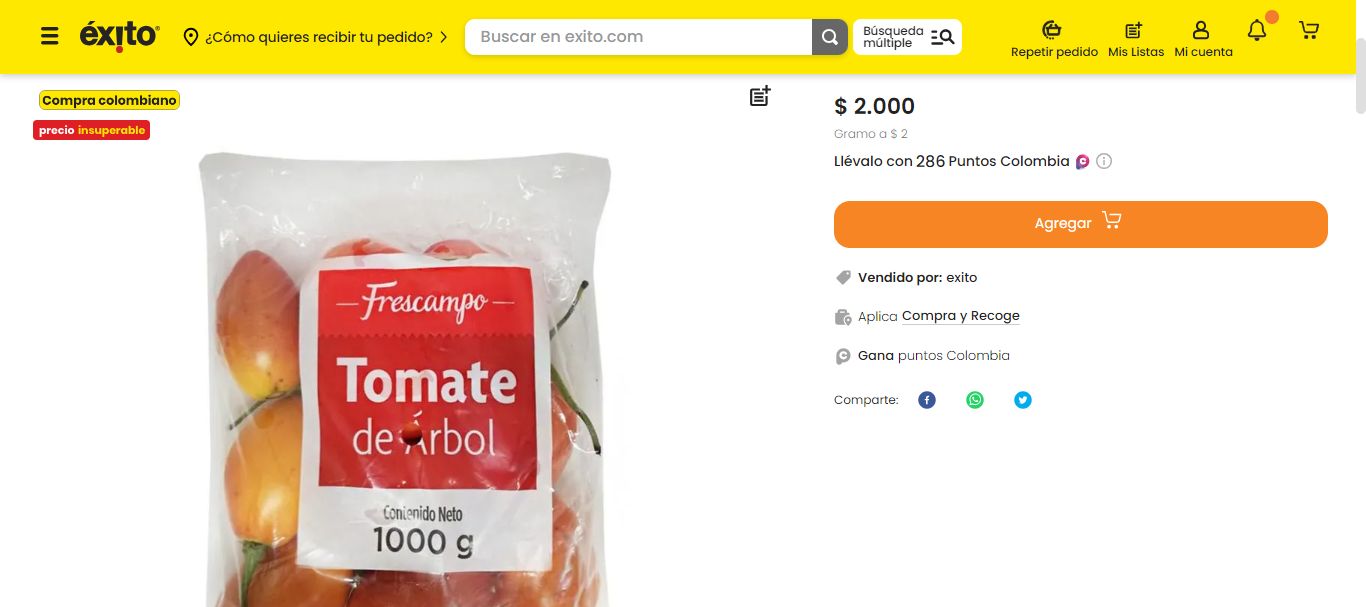 éxito
¿Cómo quieres recibir tu pedido?
Buscar en exito.com
Búsqueda
múltiple
Repetir pedido
Mis Listas
Mi cuenta
Compra colombiano
precio insuperable
Frescampo
Tomate
de Árbol
Contenido Neto
1000 g
$ 2.000
Gramo a $ 2
Llévalo con 286 Puntos Colombia
Agregar
Vendido por: exito
Aplica Compra y Recoge
Gana puntos Colombia
Comparte: